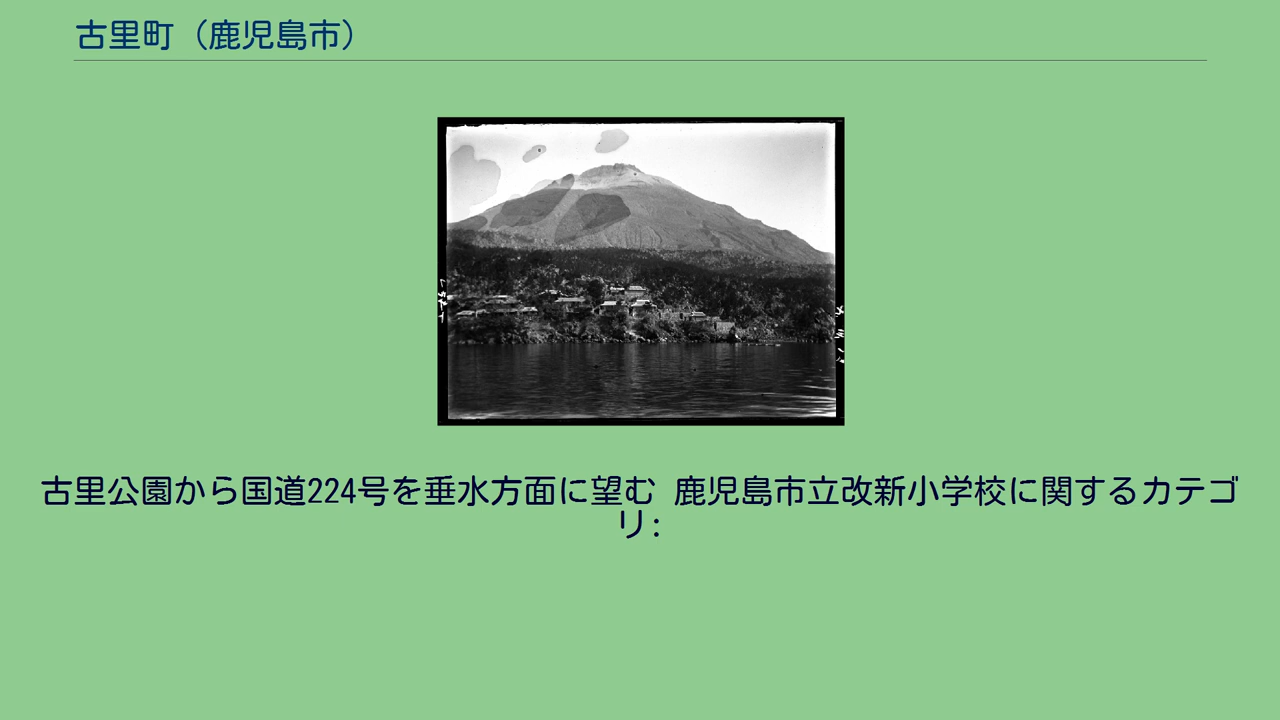 古里町（鹿児島市）
古里公園から国道224号を垂水方面に望む 鹿児島市立改新小学校に関するカテゴ
リ: